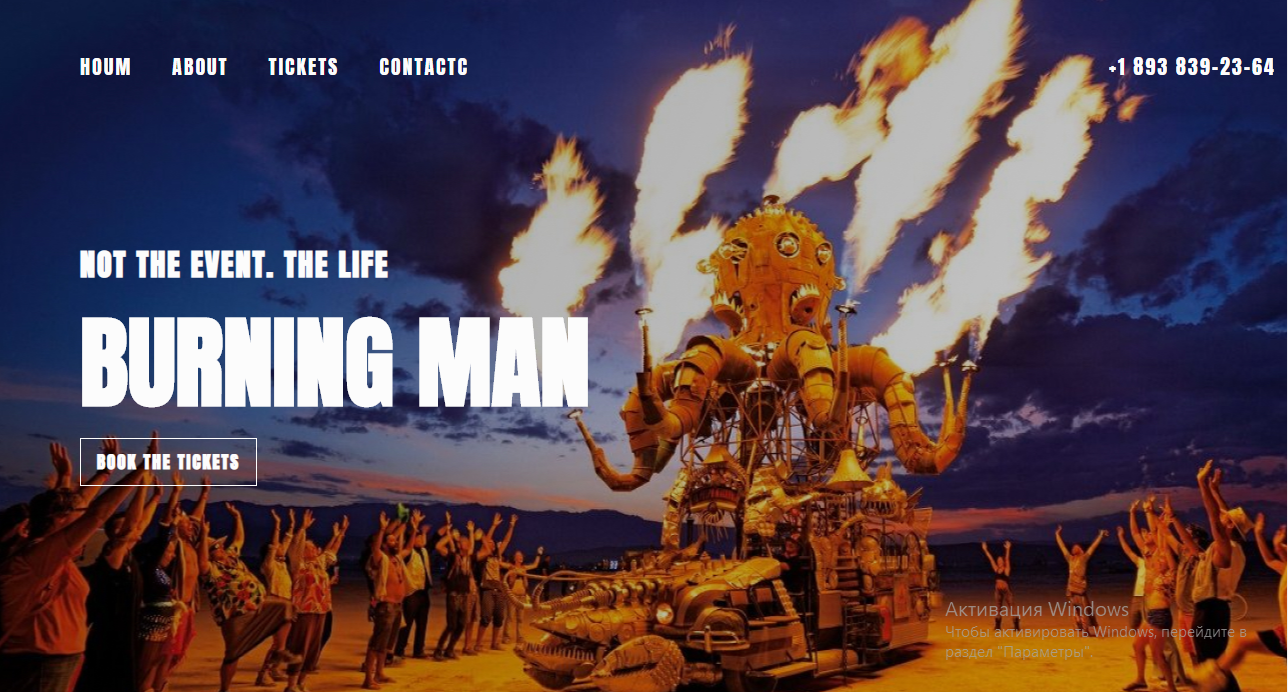 HOUM ABOUT TICKETS CONTACTC +1 893 839-23-64
NOT THE EVENT. THE LIFE
BURNING MAN
BOOK THE TICKETS
Активация Windows
Чтобы активировать Windows, перейдите в
раздел "Параметры".